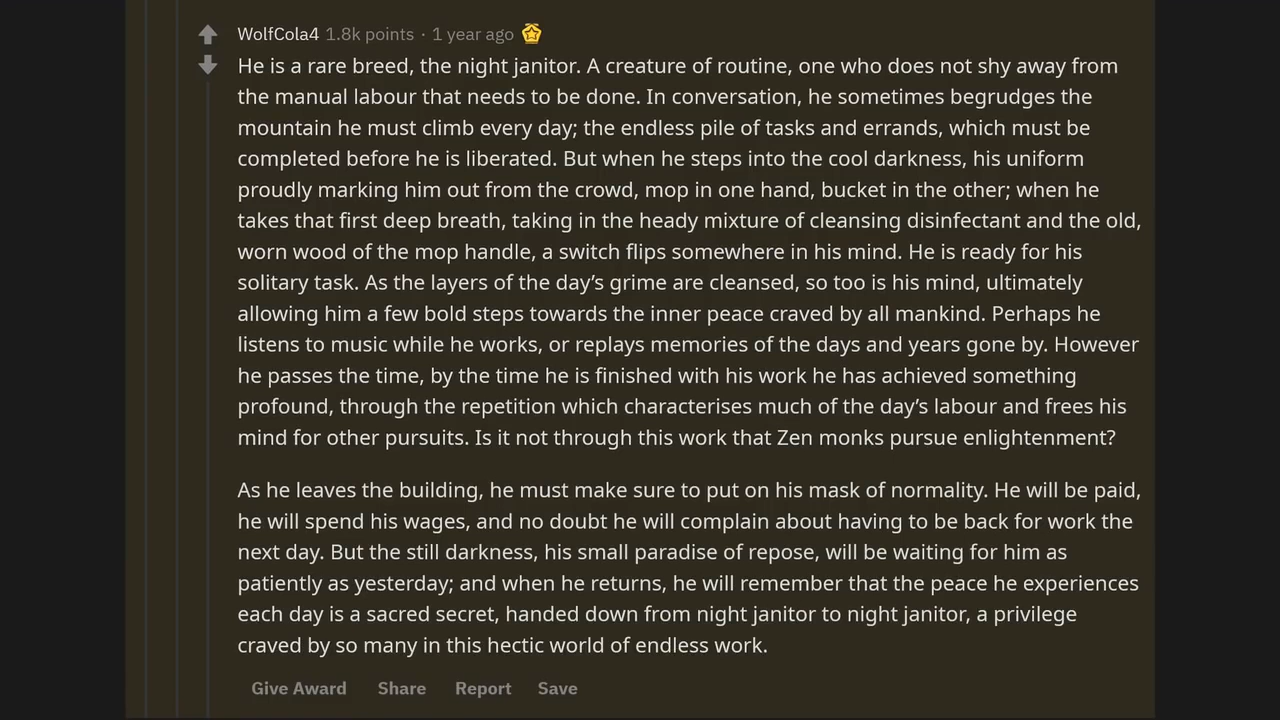 WolfCola4 1.8k points · 1 year ago
He is a rare breed, the night janitor. A creature of routine, one who does not shy away from
the manual labour that needs to be done. In conversation, he sometimes begrudges the
mountain he must climb every day; the endless pile of tasks and errands, which must be
completed before he is liberated. But when he steps into the cool darkness, his uniform
proudly marking him out from the crowd, mop in one hand, bucket in the other; when he
takes that first deep breath, taking in the heady mixture of cleansing disinfectant and the old,
worn wood of the mop handle, a switch flips somewhere in his mind. He is ready for his
solitary task. As the layers of the day’s grime are cleansed, so too is his mind, ultimately
allowing him a few bold steps towards the inner peace craved by all mankind. Perhaps he
listens to music while he works, or replays memories of the days and years gone by. However
he passes the time, by the time he is finished with his work he has achieved something
profound, through the repetition which characterises much of the day’s labour and frees his
mind for other pursuits. Is it not through this work that Zen monks pursue enlightenment?
As he leaves the building, he must make sure to put on his mask of normality. He will be paid,
he will spend his wages, and no doubt he will complain about having to be back for work the
next day. But the still darkness, his small paradise of repose, will be waiting for him as
patiently as yesterday; and when he returns, he will remember that the peace he experiences
each day is a sacred secret, handed down from night janitor to night janitor, a privilege
craved by so many in this hectic world of endless work.
Give Award Share Report Save